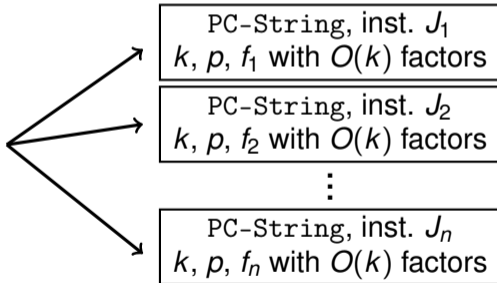 PC-String, inst. J₁
k, p, f₁ with O(k) factors
PC-String, inst. J₂
k, p, f₂ with O(k) factors
⋮
PC-String, inst. Jₙ
k, p, fₙ with O(k) factors